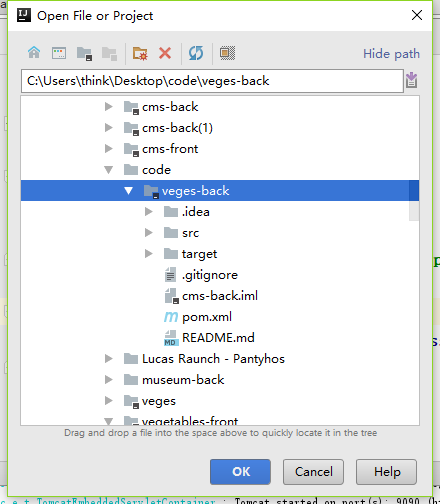 Open File or Project
Hide path
C:\Users\think\Desktop\code\veges-back
cms-back
cms-back(1)
cms-front
code
veges-back
.idea
src
target
.gitignore
cms-back.iml
pom.xml
README.md
Lucas Raunch - Pantyhos
museum-back
veges
vegetables-front
Drag and drop a file into the space above to quickly locate it in the tree
OK Cancel Help